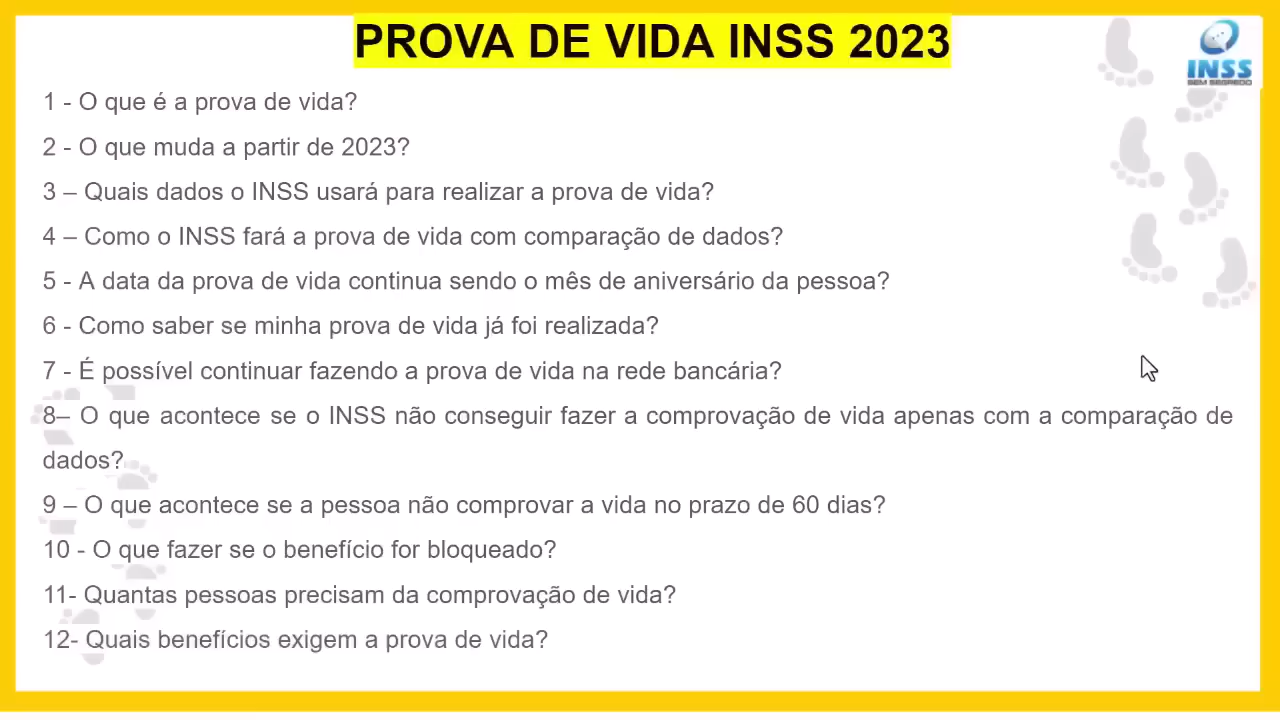 PROVA DE VIDA INSS 2023
INSS
SEM SEGREDO
1 - O que é a prova de vida?
2 - O que muda a partir de 2023?
3 – Quais dados o INSS usará para realizar a prova de vida?
4 – Como o INSS fará a prova de vida com comparação de dados?
5 - A data da prova de vida continua sendo o mês de aniversário da pessoa?
6 - Como saber se minha prova de vida já foi realizada?
7 - É possível continuar fazendo a prova de vida na rede bancária?
8– O que acontece se o INSS não conseguir fazer a comprovação de vida apenas com a comparação de
dados?
9 – O que acontece se a pessoa não comprovar a vida no prazo de 60 dias?
10 - O que fazer se o benefício for bloqueado?
11- Quantas pessoas precisam da comprovação de vida?
12- Quais benefícios exigem a prova de vida?